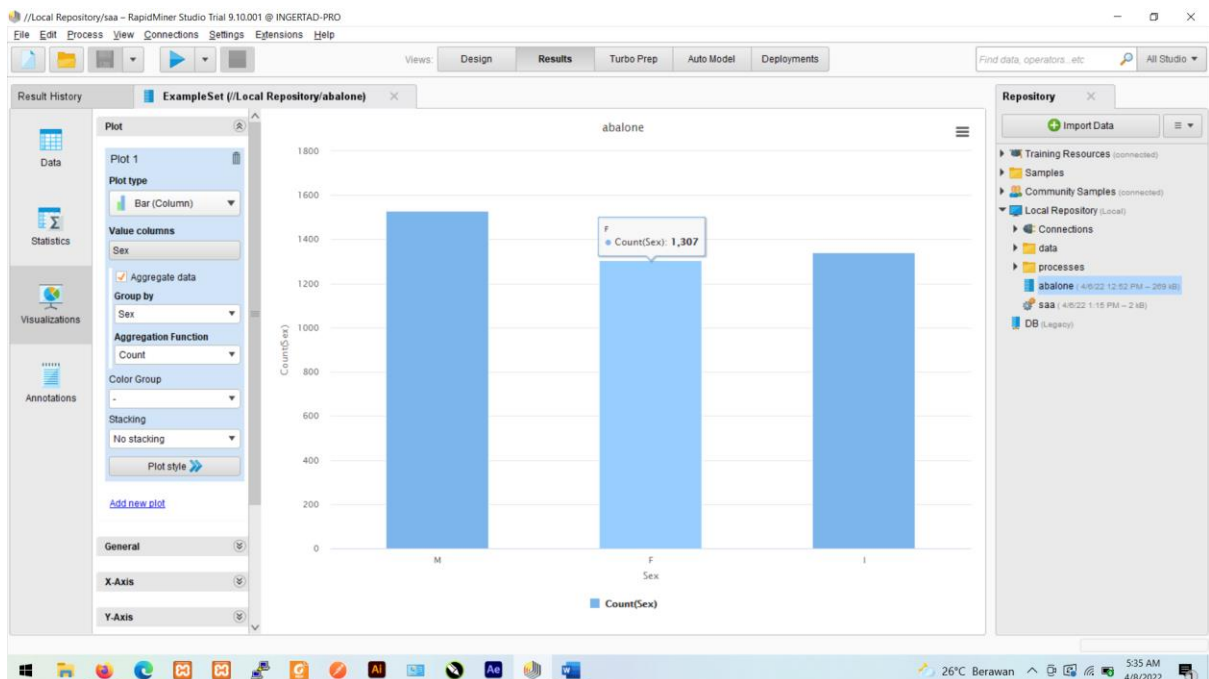 //Local Repository/saa – RapidMiner Studio Trial 9.10.001 @ INGERTAD-PRO
File Edit Process View Connections Settings Extensions Help
Views: Design Results Turbo Prep Auto Model Deployments
Find data, operators...etc All Studio
Result History
ExampleSet (//Local Repository/abalone)
Data
Statistics
Visualizations
Annotations
Plot
Plot 1
Plot type
Bar (Column)
Value columns
Sex
Aggregate data
Group by
Sex
Aggregation Function
Count
Color Group
-
Stacking
No stacking
Plot style
Add new plot
General
X-Axis
Y-Axis
abalone
1800
1600
1400
1200
1000
800
600
400
200
0
Count(Sex)
F
Count(Sex): 1,307
M F I
Sex
Count(Sex)
Repository
Import Data
Training Resources (connected)
Samples
Community Samples (connected)
Local Repository (Local)
Connections
data
processes
abalone (4/6/22 12:52 PM – 269 kB)
saa (4/6/22 1:15 PM – 2 kB)
DB (Legacy)
Ai
Ae
26°C Berawan
5:35 AM
4/8/2022